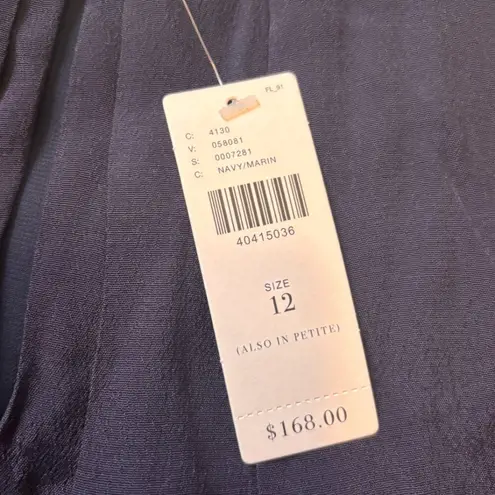 FL_91
C: 4130
V: 058081
S: 0007281
C: NAVY/MARIN
40415036
SIZE
12
(ALSO IN PETITE)
$168.00